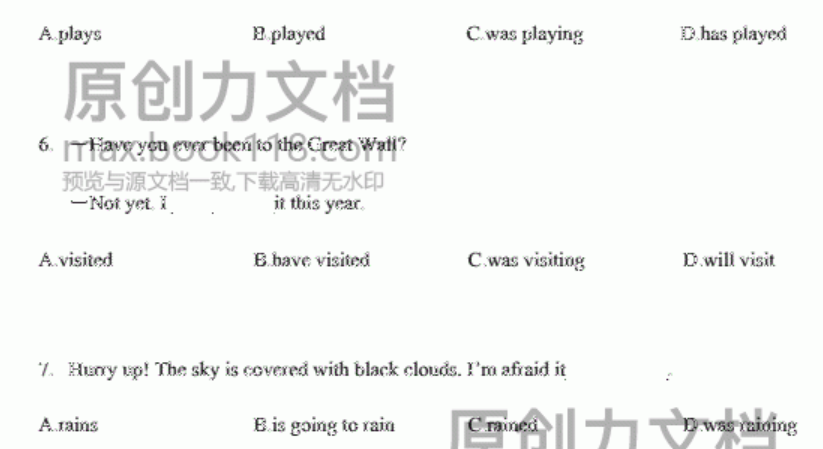 A.plays B.played C.was playing D.has played
原创力文档
6. —Have you ever been to the Great Wall?
max.book118.com
预览与源文档一致,下载高清无水印
—Not yet. I it this year.
A.visited B.have visited C.was visiting D.will visit
7. Hurry up! The sky is covered with black clouds. I'm afraid it .
A.rains B.is going to rain C.rained D.was raining
原创力文档